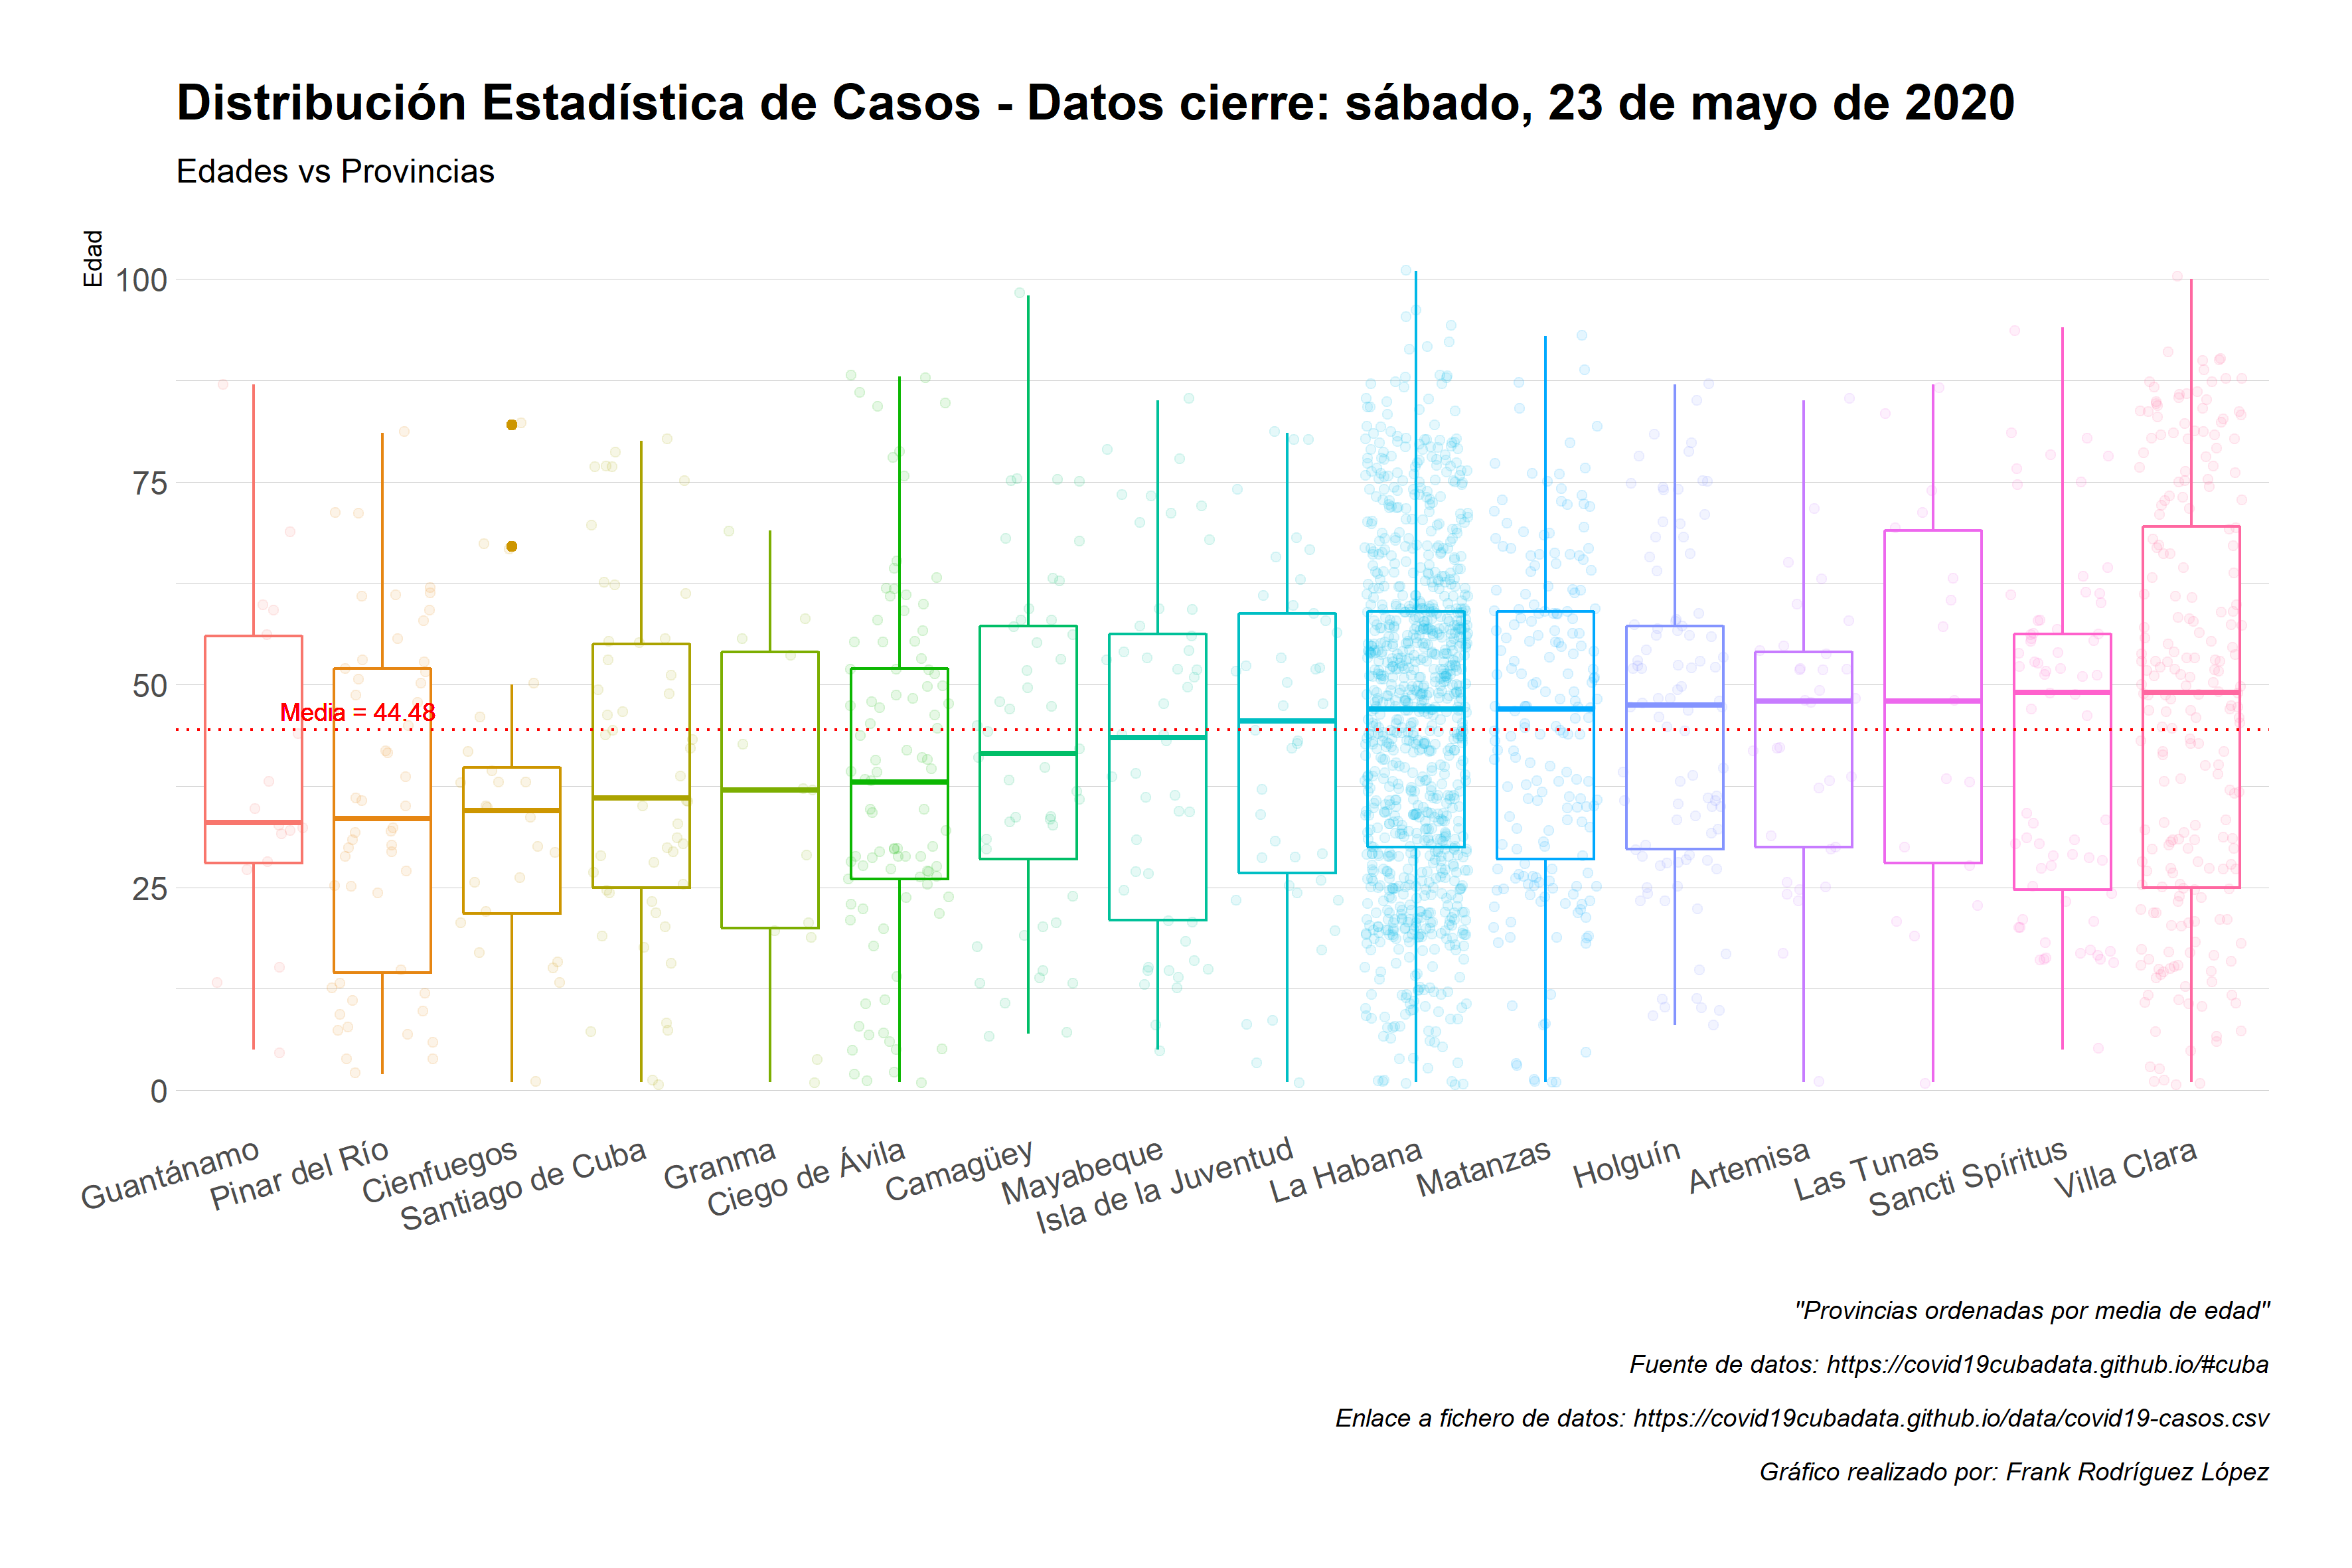 Distribución Estadística de Casos - Datos cierre: sábado, 23 de mayo de 2020
Edades vs Provincias
Edad
100
75
50
25
0
Media = 44.48
Guantánamo
Pinar del Río
Cienfuegos
Santiago de Cuba
Granma
Ciego de Ávila
Camagüey
Mayabeque
Isla de la Juventud
La Habana
Matanzas
Holguín
Artemisa
Las Tunas
Sancti Spíritus
Villa Clara
"Provincias ordenadas por media de edad"
Fuente de datos: https://covid19cubadata.github.io/#cuba
Enlace a fichero de datos: https://covid19cubadata.github.io/data/covid19-casos.csv
Gráfico realizado por: Frank Rodríguez López